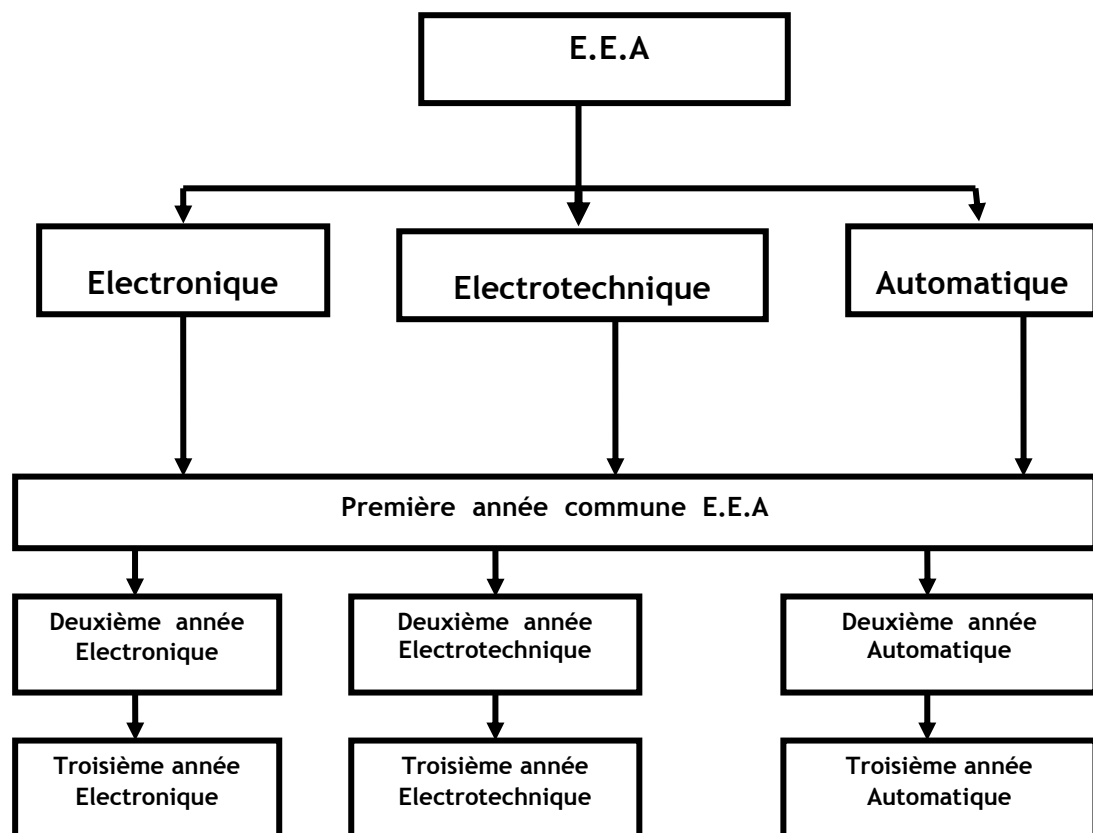 E.E.A
Electronique
Electrotechnique
Automatique
Première année commune E.E.A
Deuxième année
Electronique
Deuxième année
Electrotechnique
Deuxième année
Automatique
Troisième année
Electronique
Troisième année
Electrotechnique
Troisième année
Automatique